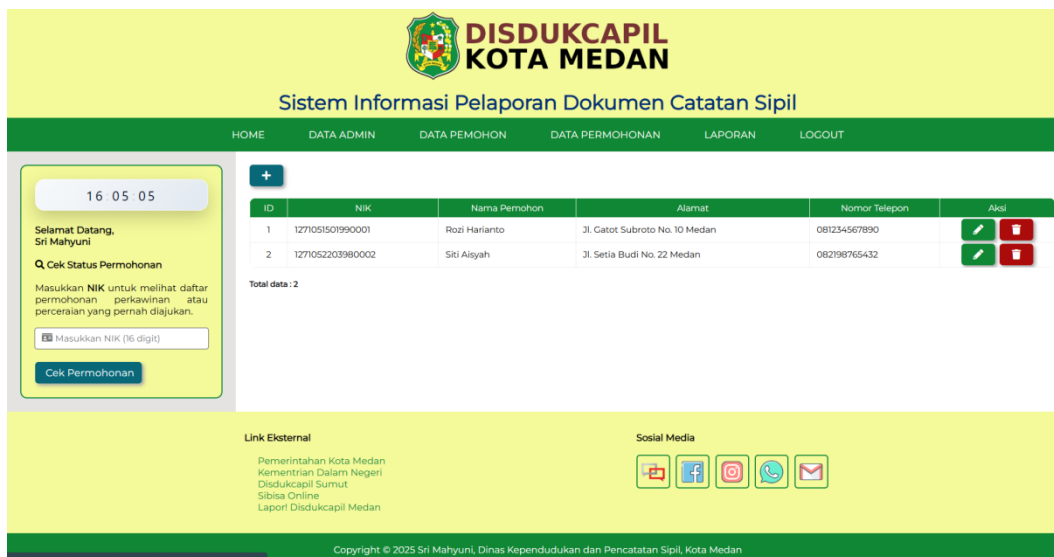 DISDUKCAPIL
KOTA MEDAN
Sistem Informasi Pelaporan Dokumen Catatan Sipil
HOME DATA ADMIN DATA PEMOHON DATA PERMOHONAN LAPORAN LOGOUT
16:05:05
Selamat Datang,
Sri Mahyuni
Cek Status Permohonan
Masukkan NIK untuk melihat daftar
permohonan perkawinan atau
perceraian yang pernah diajukan.
Masukkan NIK (16 digit)
Cek Permohonan
+
ID NIK Nama Pemohon Alamat Nomor Telepon Aksi
1 1271051501990001 Rozi Harianto Jl. Gatot Subroto No. 10 Medan 081234567890
2 1271052203980002 Siti Aisyah Jl. Setia Budi No. 22 Medan 082198765432
Total data : 2
Link Eksternal
Pemerintahan Kota Medan
Kementrian Dalam Negeri
Disdukcapil Sumut
Sibisa Online
Lapor! Disdukcapil Medan
Sosial Media
Copyright © 2025 Sri Mahyuni, Dinas Kependudukan dan Pencatatan Sipil, Kota Medan